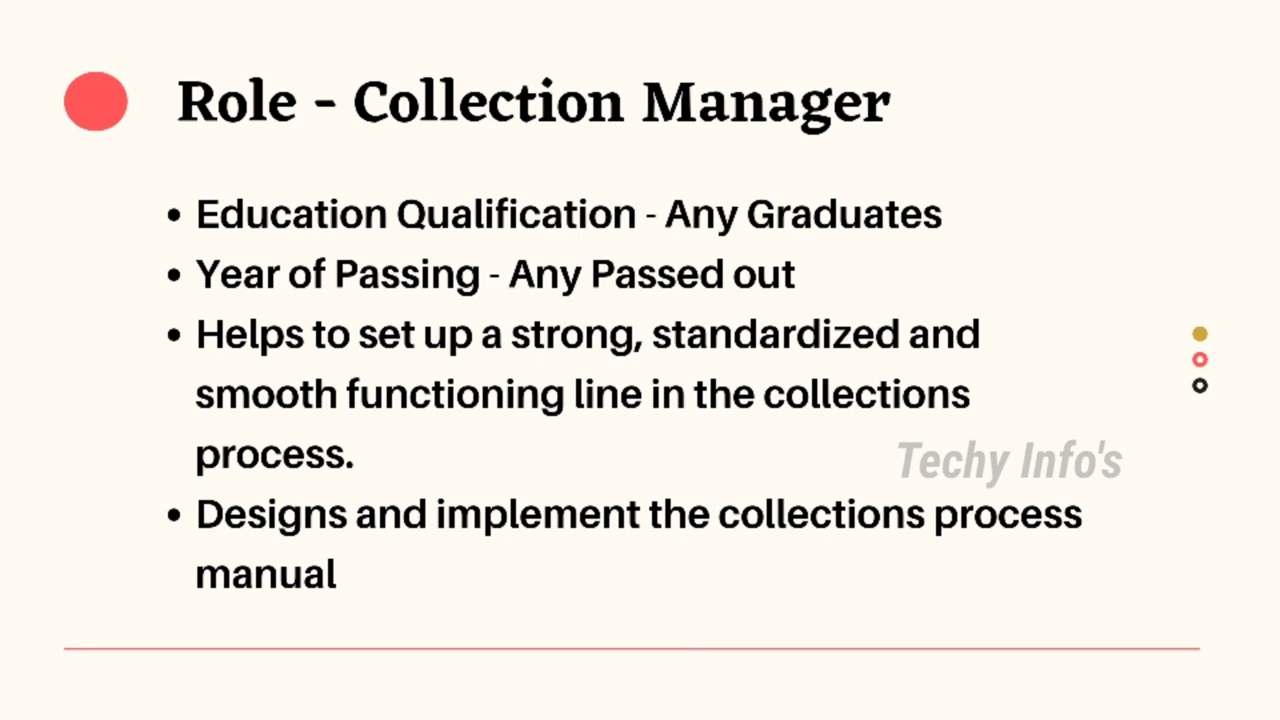 Role - Collection Manager
• Education Qualification - Any Graduates
• Year of Passing - Any Passed out
• Helps to set up a strong, standardized and
smooth functioning line in the collections
process.
Techy Info's
• Designs and implement the collections process
manual